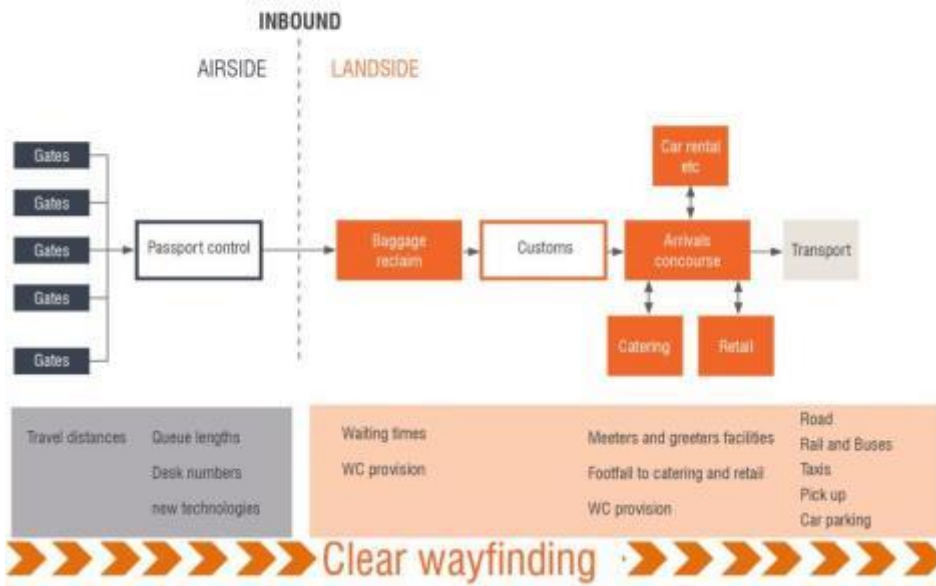 INBOUND
AIRSIDE
LANDSIDE
Gates
Gates
Gates
Gates
Gates
Passport control
Baggage
reclaim
Customs
Car rental
etc
Arrivals
concourse
Catering
Retail
Transport
Travel distances
Queue lengths
Desk numbers
new technologies
Waiting times
WC provision
Meeters and greeters facilities
Footfall to catering and retail
WC provision
Road
Rail and Buses
Taxis
Pick up
Car parking
Clear wayfinding